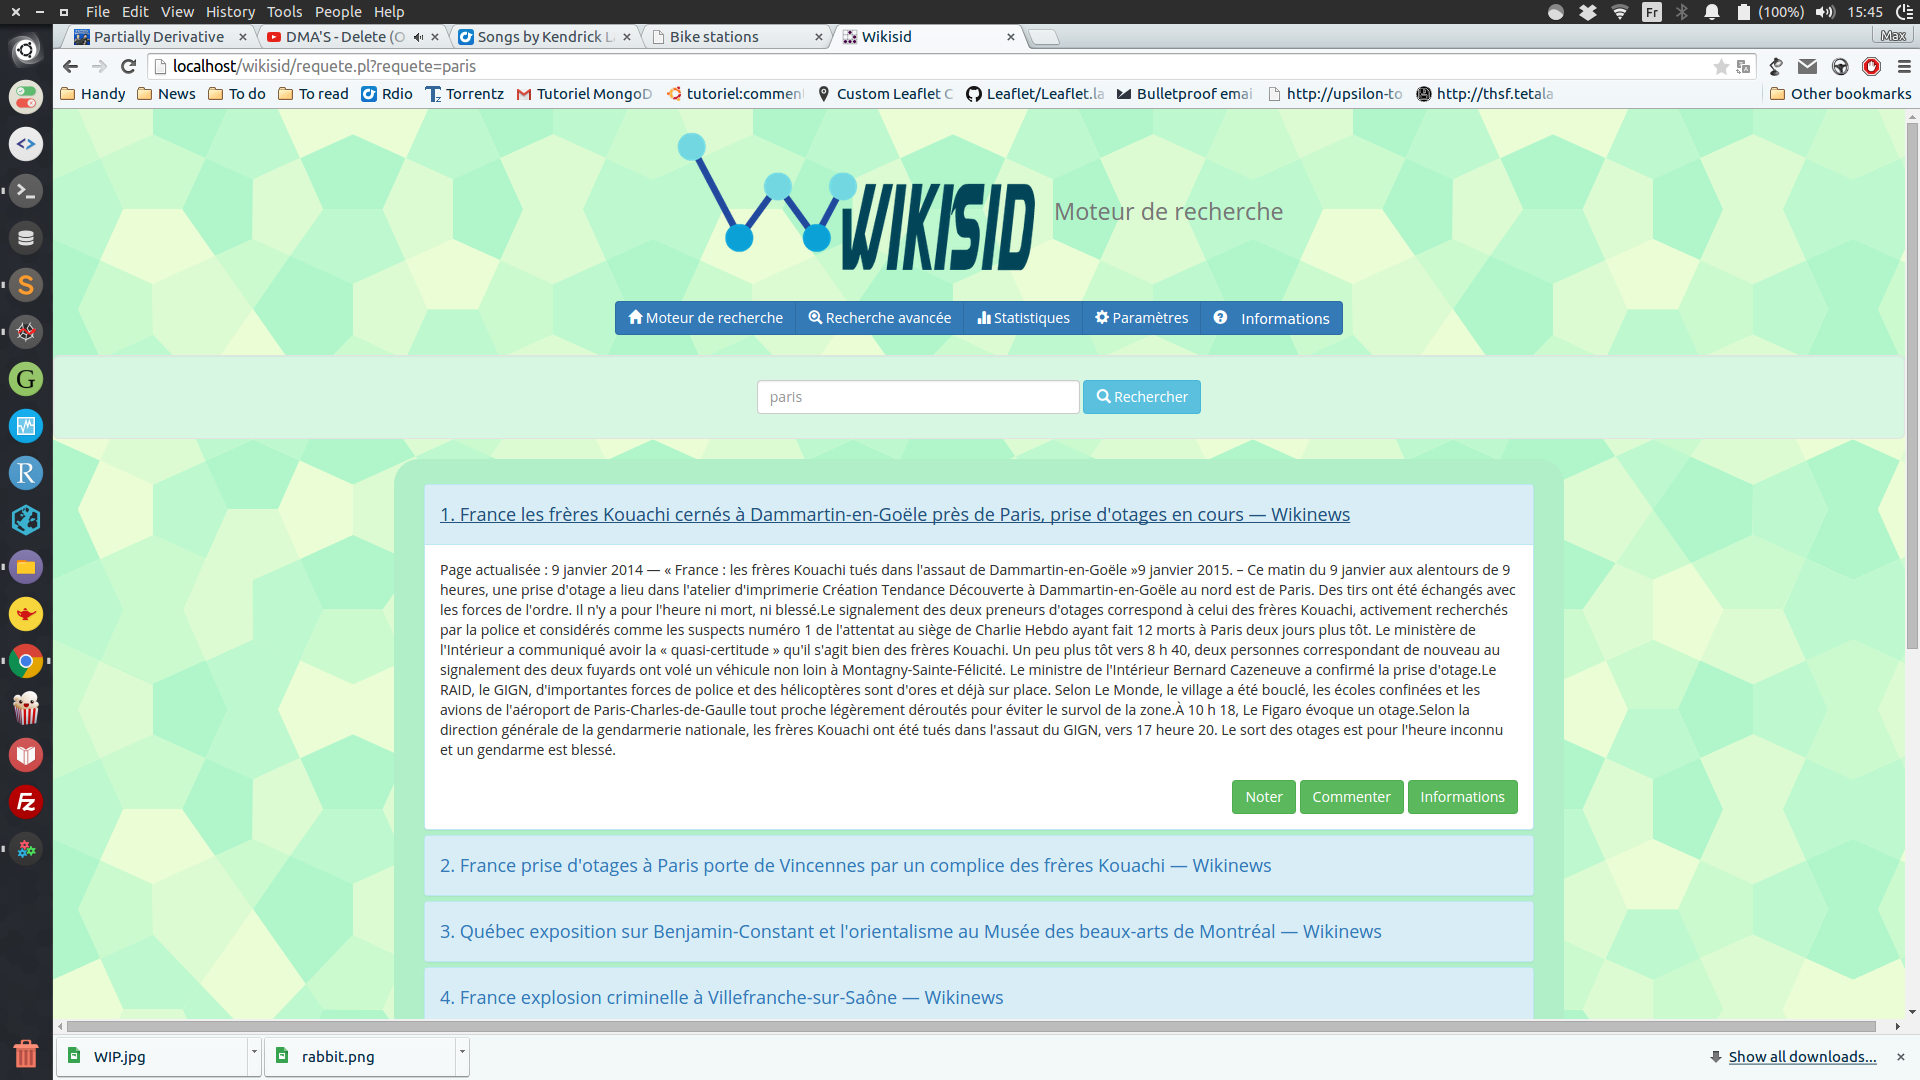 File Edit View History Tools People Help
Fr (100%) 15:45
Partially Derivative
DMA'S - Delete (O
Songs by Kendrick L
Bike stations
Wikisid
Max
localhost/wikisid/requete.pl?requete=paris
Handy News To do To read Rdio Torrentz Tutoriel MongoD tutoriel:commen Custom Leaflet C Leaflet/Leaflet.la Bulletproof emai http://upsilon-to http://thsf.tetala Other bookmarks
WIKISID Moteur de recherche
Moteur de recherche Recherche avancée Statistiques Paramètres Informations
paris Rechercher
1. France les frères Kouachi cernés à Dammartin-en-Goële près de Paris, prise d'otages en cours — Wikinews
Page actualisée : 9 janvier 2014 — « France : les frères Kouachi tués dans l'assaut de Dammartin-en-Goële »9 janvier 2015. – Ce matin du 9 janvier aux alentours de 9
heures, une prise d'otage a lieu dans l'atelier d'imprimerie Création Tendance Découverte à Dammartin-en-Goële au nord est de Paris. Des tirs ont été échangés avec
les forces de l'ordre. Il n'y a pour l'heure ni mort, ni blessé.Le signalement des deux preneurs d'otages correspond à celui des frères Kouachi, activement recherchés
par la police et considérés comme les suspects numéro 1 de l'attentat au siège de Charlie Hebdo ayant fait 12 morts à Paris deux jours plus tôt. Le ministère de
l'Intérieur a communiqué avoir la « quasi-certitude » qu'il s'agit bien des frères Kouachi. Un peu plus tôt vers 8 h 40, deux personnes correspondant de nouveau au
signalement des deux fuyards ont volé un véhicule non loin à Montagny-Sainte-Félicité. Le ministre de l'Intérieur Bernard Cazeneuve a confirmé la prise d'otage.Le
RAID, le GIGN, d'importantes forces de police et des hélicoptères sont d'ores et déjà sur place. Selon Le Monde, le village a été bouclé, les écoles confinées et les
avions de l'aéroport de Paris-Charles-de-Gaulle tout proche légèrement déroutés pour éviter le survol de la zone.À 10 h 18, Le Figaro évoque un otage.Selon la
direction générale de la gendarmerie nationale, les frères Kouachi ont été tués dans l'assaut du GIGN, vers 17 heure 20. Le sort des otages est pour l'heure inconnu
et un gendarme est blessé.
Noter Commenter Informations
2. France prise d'otages à Paris porte de Vincennes par un complice des frères Kouachi — Wikinews
3. Québec exposition sur Benjamin-Constant et l'orientalisme au Musée des beaux-arts de Montréal — Wikinews
4. France explosion criminelle à Villefranche-sur-Saône — Wikinews
WIP.jpg rabbit.png Show all downloads...